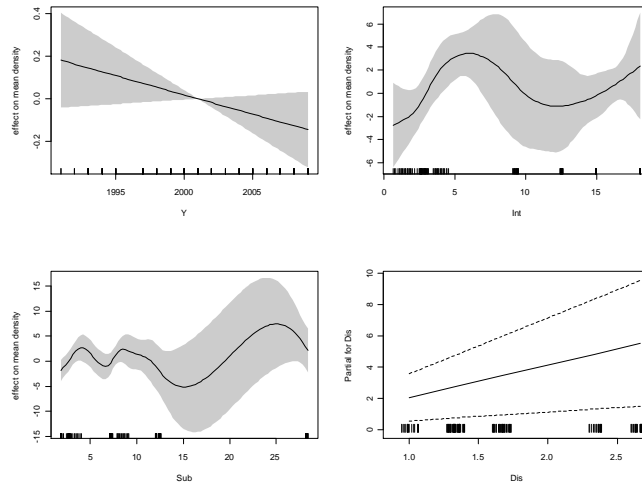 effect on mean density
0.4
0.2
0.0
-0.2
1995 2000 2005
Y
effect on mean density
6
4
2
0
-2
-4
-6
0 5 10 15
Int
effect on mean density
15
10
5
0
-5
-10
-15
5 10 15 20 25
Sub
Partial for Dis
10
8
6
4
2
0
1.0 1.5 2.0 2.5
Dis